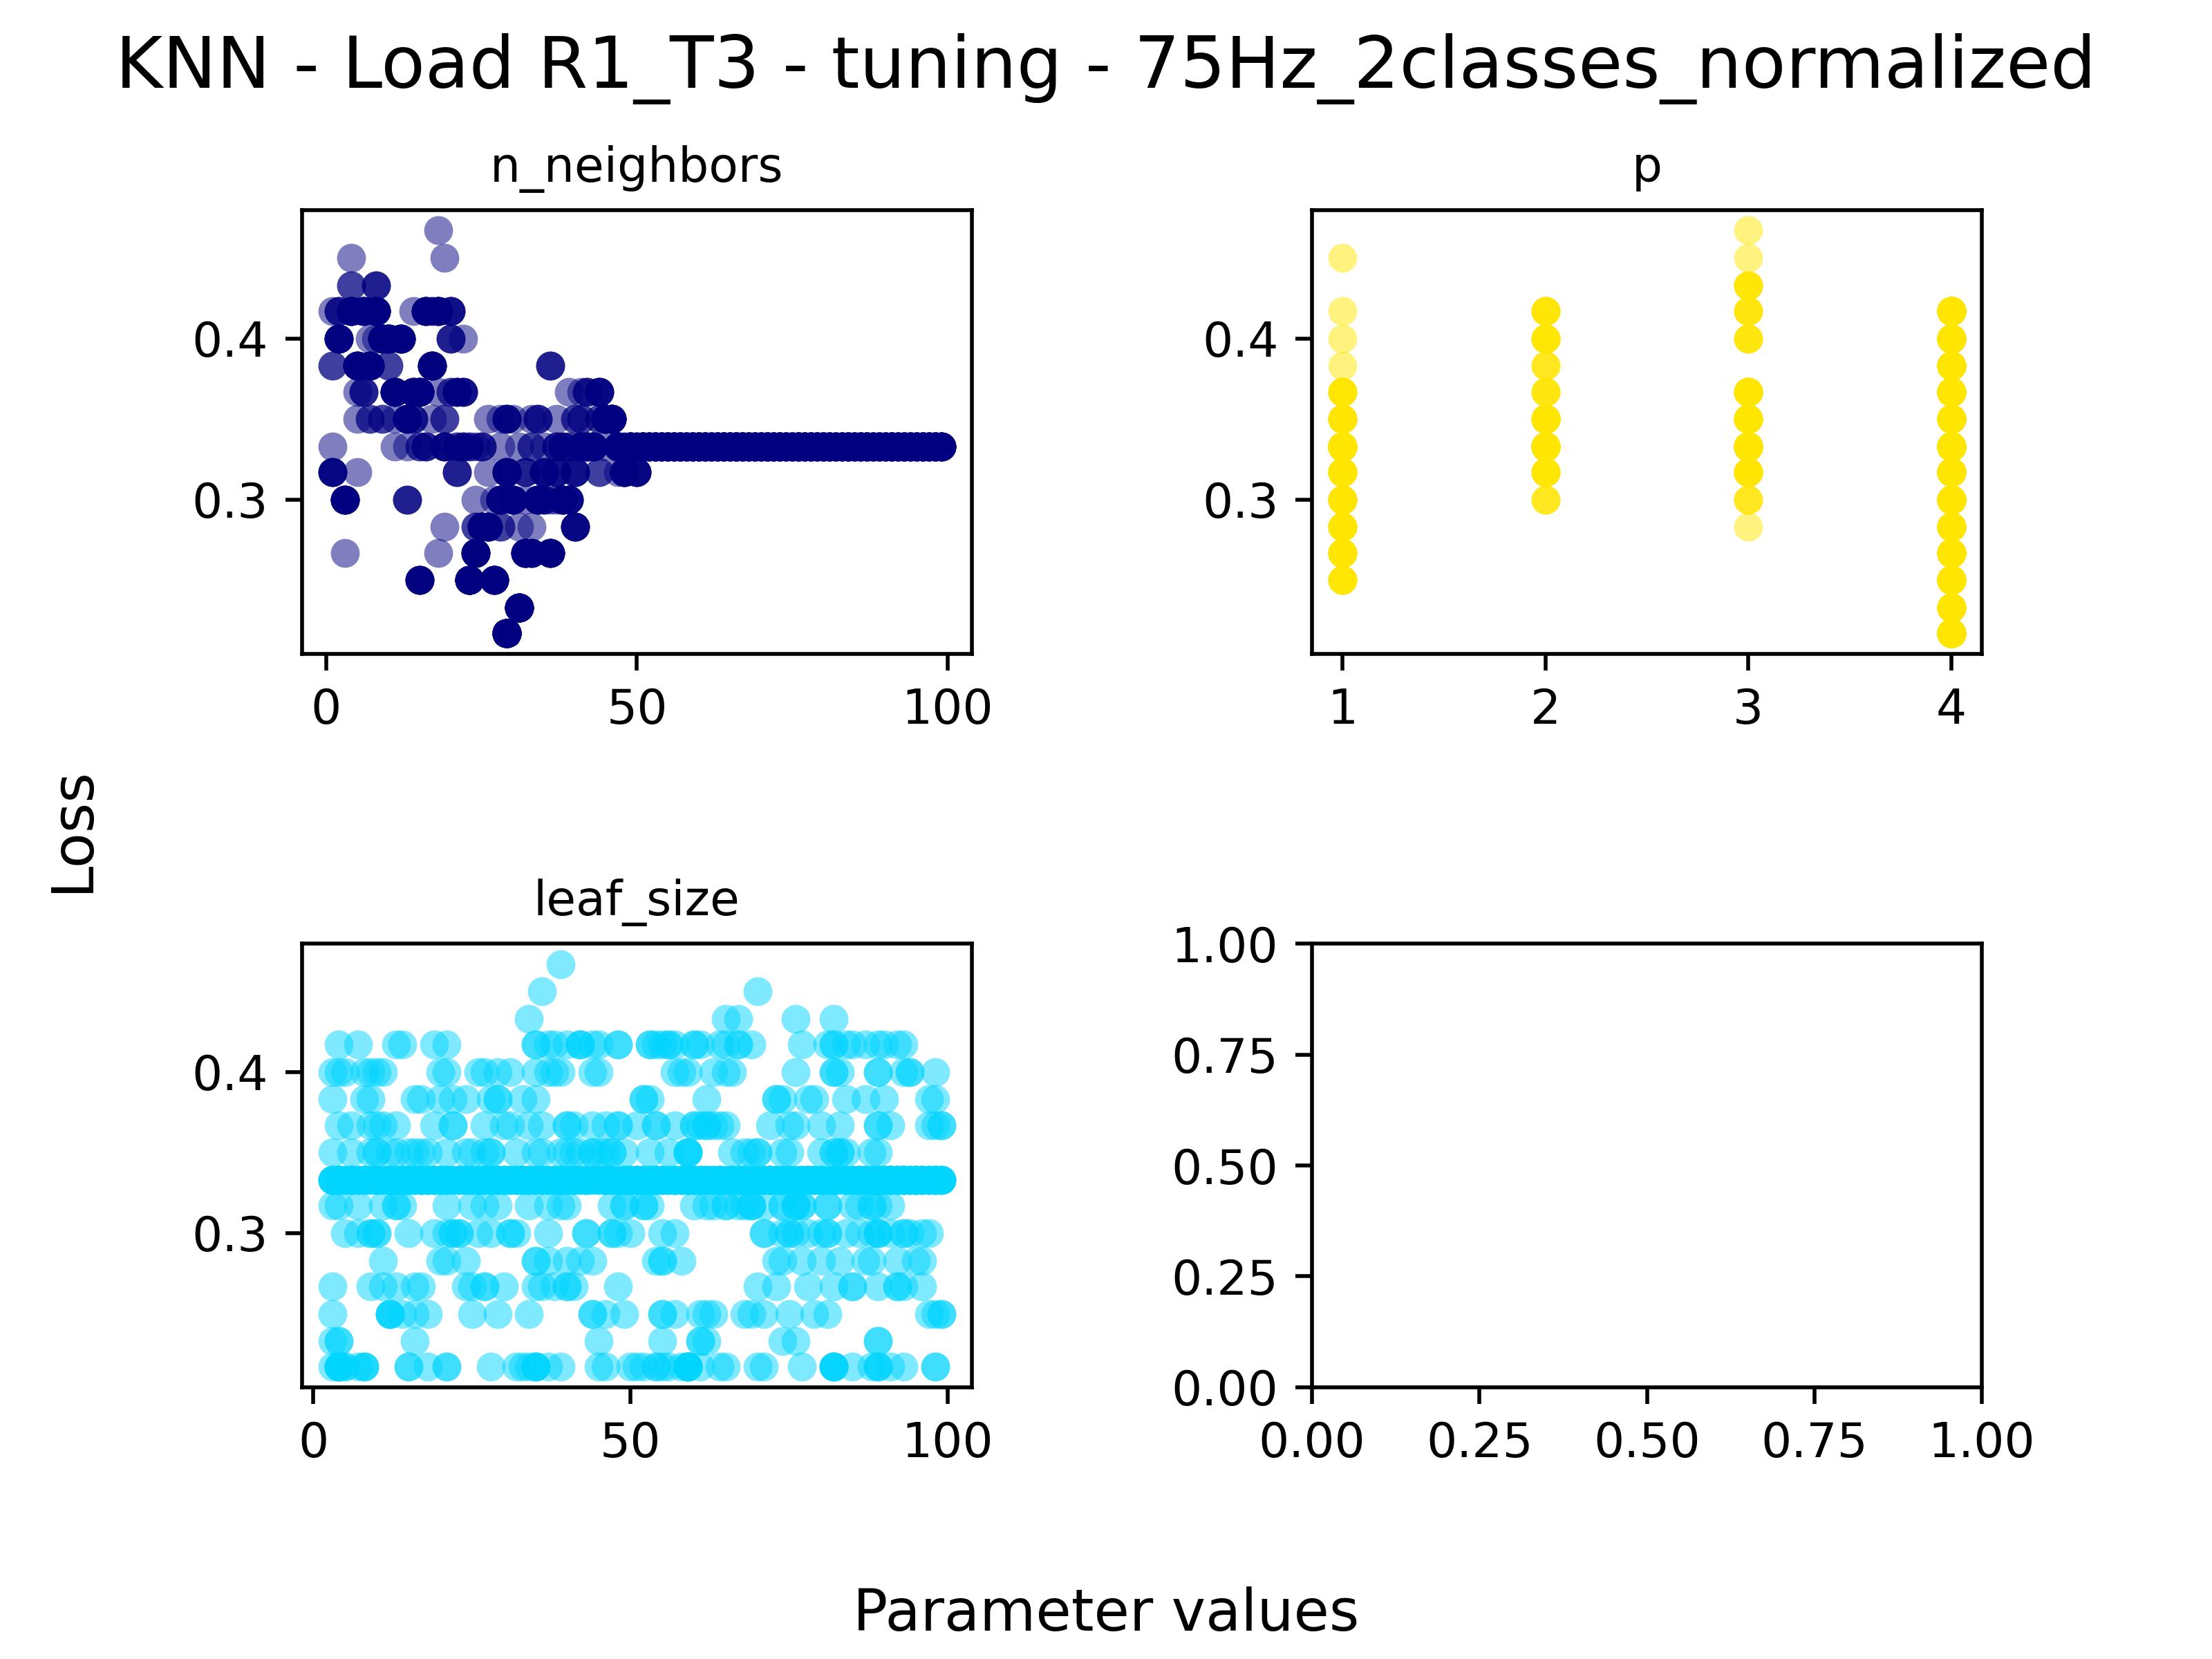 KNN - Load R1_T3 - tuning - 75Hz_2classes_normalized
n_neighbors
0.4
0.3
0 50 100
p
0.4
0.3
1 2 3 4
Loss
leaf_size
0.4
0.3
0 50 100
1.00
0.75
0.50
0.25
0.00
0.00 0.25 0.50 0.75 1.00
Parameter values